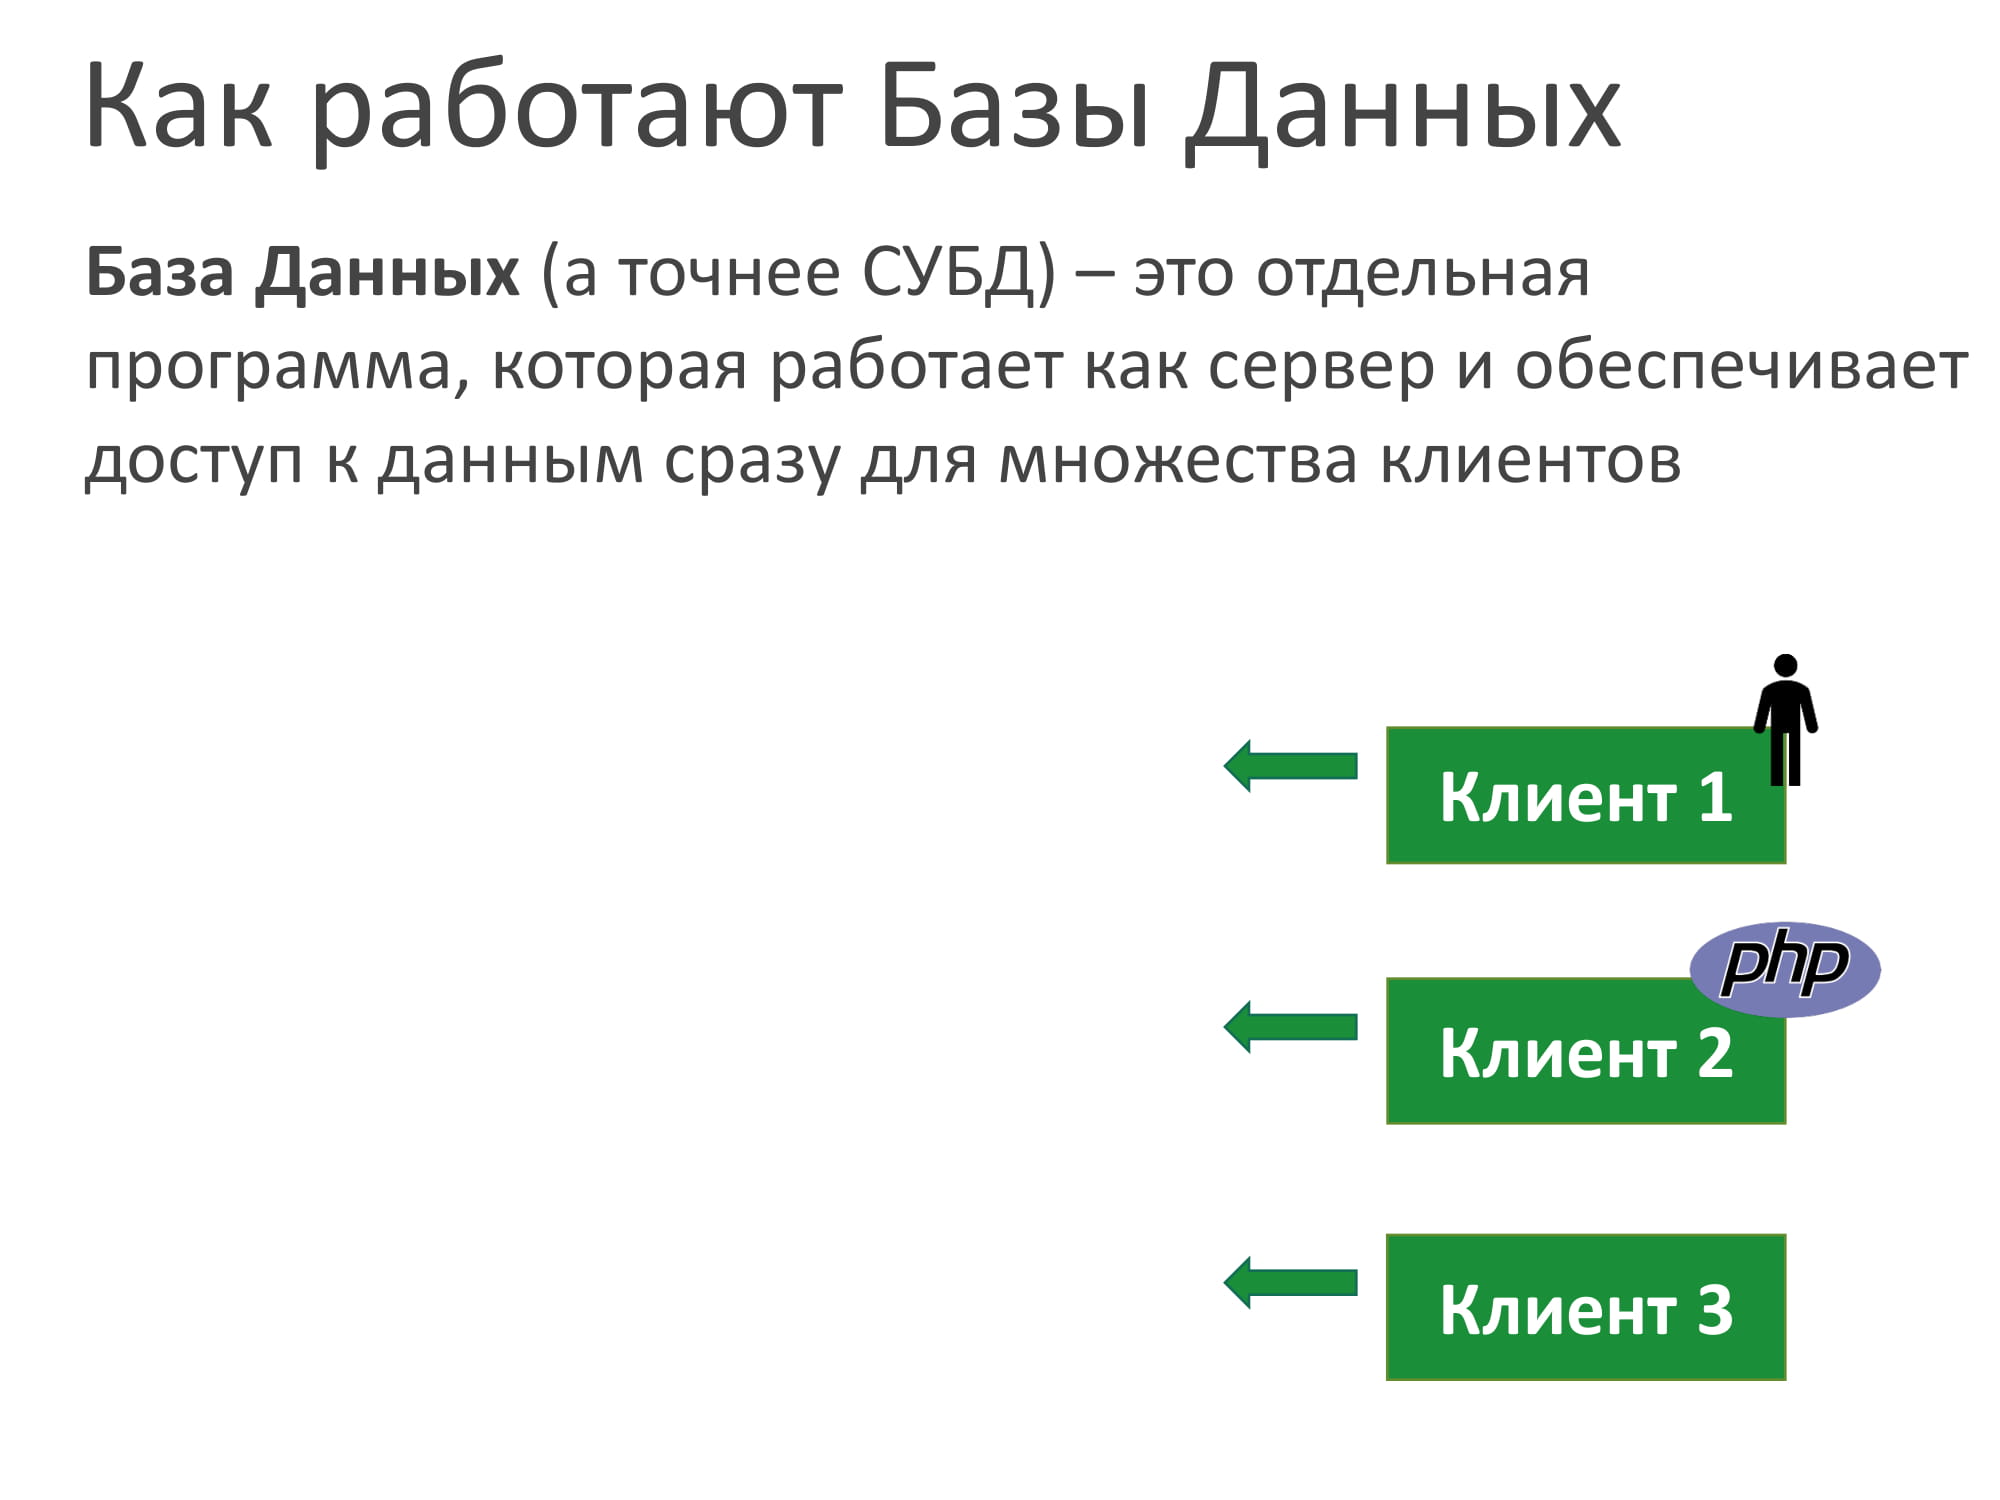 Как работают Базы Данных
База Данных (а точнее СУБД) – это отдельная
программа, которая работает как сервер и обеспечивает
доступ к данным сразу для множества клиентов
Клиент 1
php
Клиент 2
Клиент 3